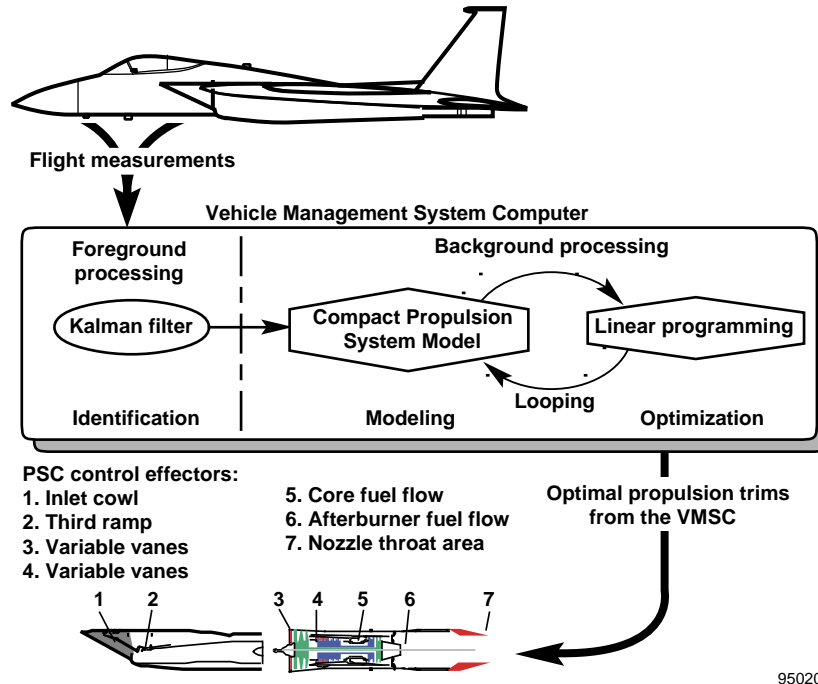 Flight measurements
Vehicle Management System Computer
Foreground
processing
Background processing
Kalman filter
Compact Propulsion
System Model
Linear programming
Looping
Identification
Modeling
Optimization
PSC control effectors:
1. Inlet cowl
2. Third ramp
3. Variable vanes
4. Variable vanes
5. Core fuel flow
6. Afterburner fuel flow
7. Nozzle throat area
Optimal propulsion trims
from the VMSC
1 2 3 4 5 6 7
95020